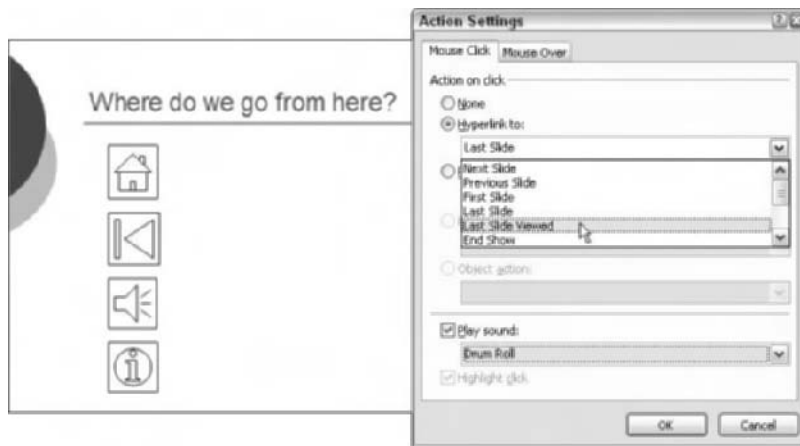 Where do we go from here?
Action Settings
Mouse Click
Mouse Over
Action on click
None
Hyperlink to:
Last Slide
Next Slide
Previous Slide
First Slide
Last Slide
Last Slide Viewed
End Show
Object action:
Play sound:
Drum Roll
Highlight click
OK
Cancel